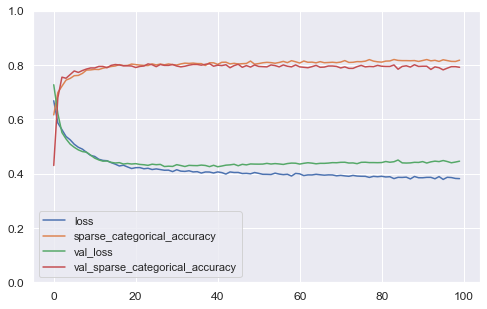 1.0
0.8
0.6
0.4
0.2
0.0
loss
sparse_categorical_accuracy
val_loss
val_sparse_categorical_accuracy
0 20 40 60 80 100